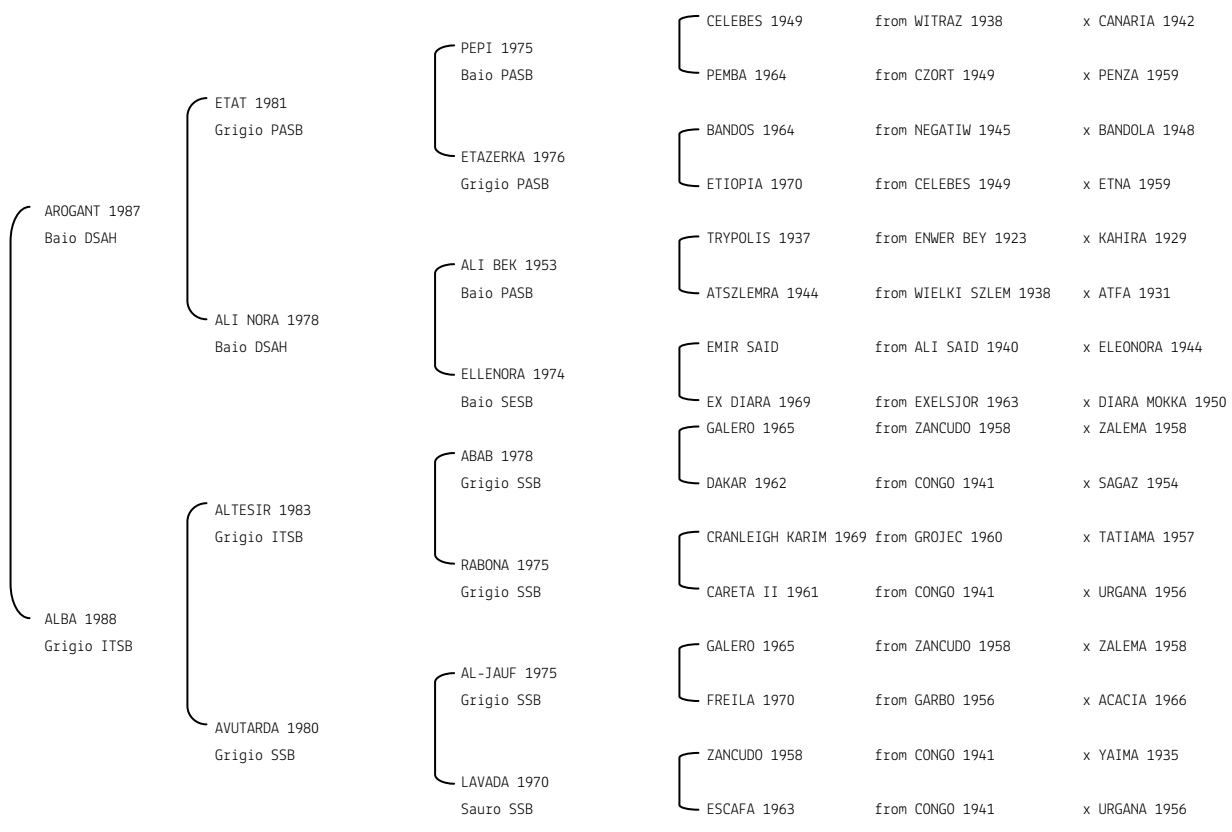 CELEBES 1949 from WITRAZ 1938 x CANARIA 1942
PEPI 1975
Baio PASB
PEMBA 1964 from CZORT 1949 x PENZA 1959
ETAT 1981
Grigio PASB
BANDOS 1964 from NEGATIW 1945 x BANDOLA 1948
ETAZERKA 1976
Grigio PASB
ETIOPIA 1970 from CELEBES 1949 x ETNA 1959
AROGANT 1987
Baio DSAH
TRYPOLIS 1937 from ENWER BEY 1923 x KAHIRA 1929
ALI BEK 1953
Baio PASB
ATSZLEMRA 1944 from WIELKI SZLEM 1938 x ATFA 1931
ALI NORA 1978
Baio DSAH
EMIR SAID from ALI SAID 1940 x ELEONORA 1944
ELLENORA 1974
Baio SESB
EX DIARA 1969 from EXELSJOR 1963 x DIARA MOKKA 1950
GALERO 1965 from ZANCUDO 1958 x ZALEMA 1958
ABAB 1978
Grigio SSB
DAKAR 1962 from CONGO 1941 x SAGAZ 1954
ALTESIR 1983
Grigio ITSB
CRANLEIGH KARIM 1969 from GROJEC 1960 x TATIAMA 1957
RABONA 1975
Grigio SSB
CARETA II 1961 from CONGO 1941 x URGANA 1956
ALBA 1988
Grigio ITSB
GALERO 1965 from ZANCUDO 1958 x ZALEMA 1958
AL-JAUF 1975
Grigio SSB
FREILA 1970 from GARBO 1956 x ACACIA 1966
AVUTARDA 1980
Grigio SSB
ZANCUDO 1958 from CONGO 1941 x YAIMA 1935
LAVADA 1970
Sauro SSB
ESCAFA 1963 from CONGO 1941 x URGANA 1956